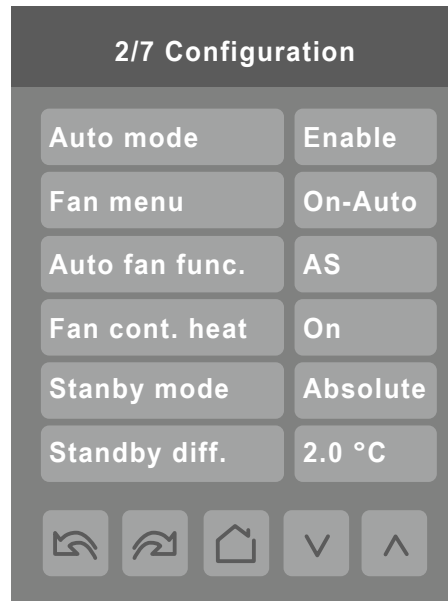 2/7 Configuration
Auto mode Enable
Fan menu On-Auto
Auto fan func. AS
Fan cont. heat On
Stanby mode Absolute
Standby diff. 2.0 °C